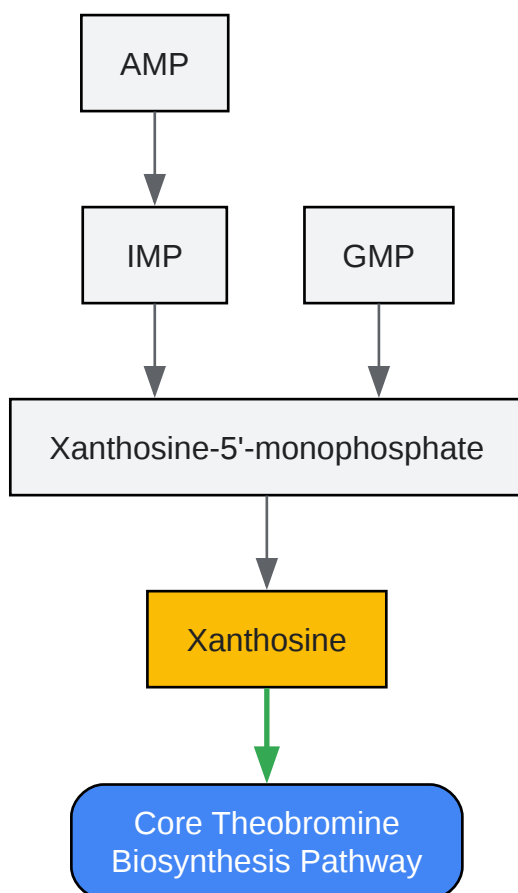 AMP
IMP
GMP
Xanthosine-5'-monophosphate
Xanthosine
Core Theobromine
Biosynthesis Pathway